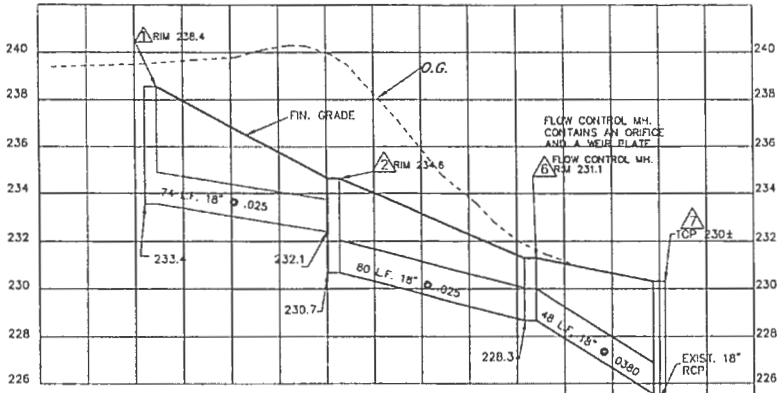 240
238
236
234
232
230
228
226
1 RIM 238.4
O.G.
FIN. GRADE
2 RIM 234.6
FLOW CONTROL MH.
CONTAINS AN ORIFICE
AND A WEIR PLATE
6 FLOW CONTROL MH.
RIM 231.1
7
TOP 230±
74 L.F. 18" @ .025
80 L.F. 18" @ .025
48 L.F. 18" @ .0380
233.4
232.1
230.7
228.3
EXIST. 18"
RCP
240
238
236
234
232
230
228
226